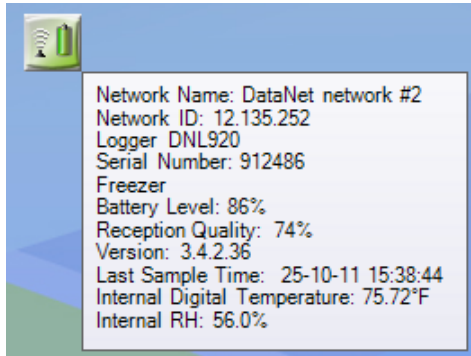 Network Name: DataNet network #2
Network ID: 12.135.252
Logger DNL920
Serial Number: 912486
Freezer
Battery Level: 86%
Reception Quality: 74%
Version: 3.4.2.36
Last Sample Time: 25-10-11 15:38:44
Internal Digital Temperature: 75.72°F
Internal RH: 56.0%